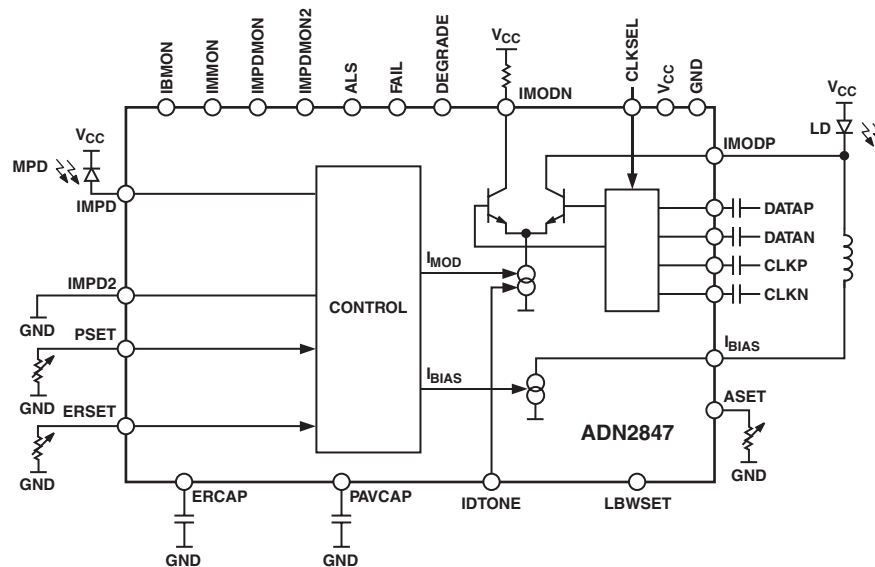 IBMON
IMMON
IMPDMON
IMPDMON2
ALS
FAIL
DEGRADE
VCC
IMODN
CLKSEL
VCC
GND
VCC
LD
IMODP
VCC
MPD
IMPD
DATAP
DATAN
CLKP
CLKN
IMOD
IMPD2
GND
CONTROL
PSET
GND
IBIAS
IBIAS
ERSET
GND
ASET
GND
ADN2847
ERCAP
GND
PAVCAP
GND
IDTONE
LBWSET